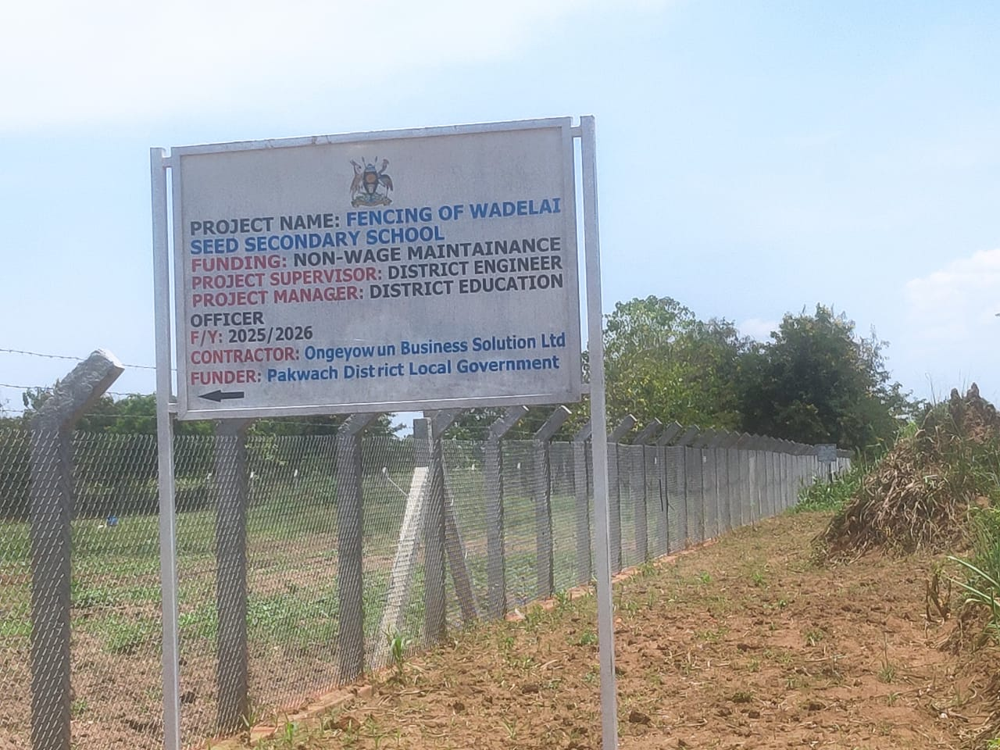 PROJECT NAME: FENCING OF WADELAI
SEED SECONDARY SCHOOL
FUNDING: NON-WAGE MAINTAINANCE
PROJECT SUPERVISOR: DISTRICT ENGINEER
PROJECT MANAGER: DISTRICT EDUCATION
OFFICER
F/Y: 2025/2026
CONTRACTOR: Ongeyowun Business Solution Ltd
FUNDER: Pakwach District Local Government